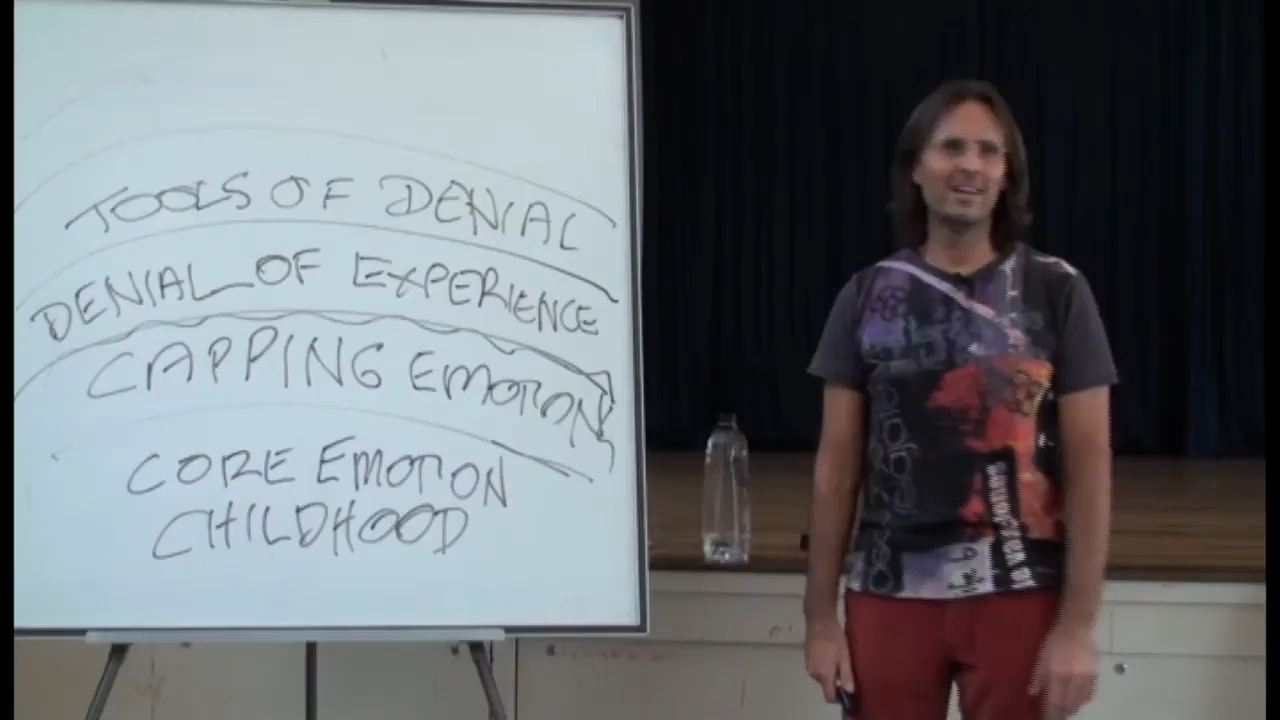 TOOLS OF DENIAL
DENIAL OF EXPERIENCE
CAPPING EMOTION
CORE EMOTION
CHILDHOOD